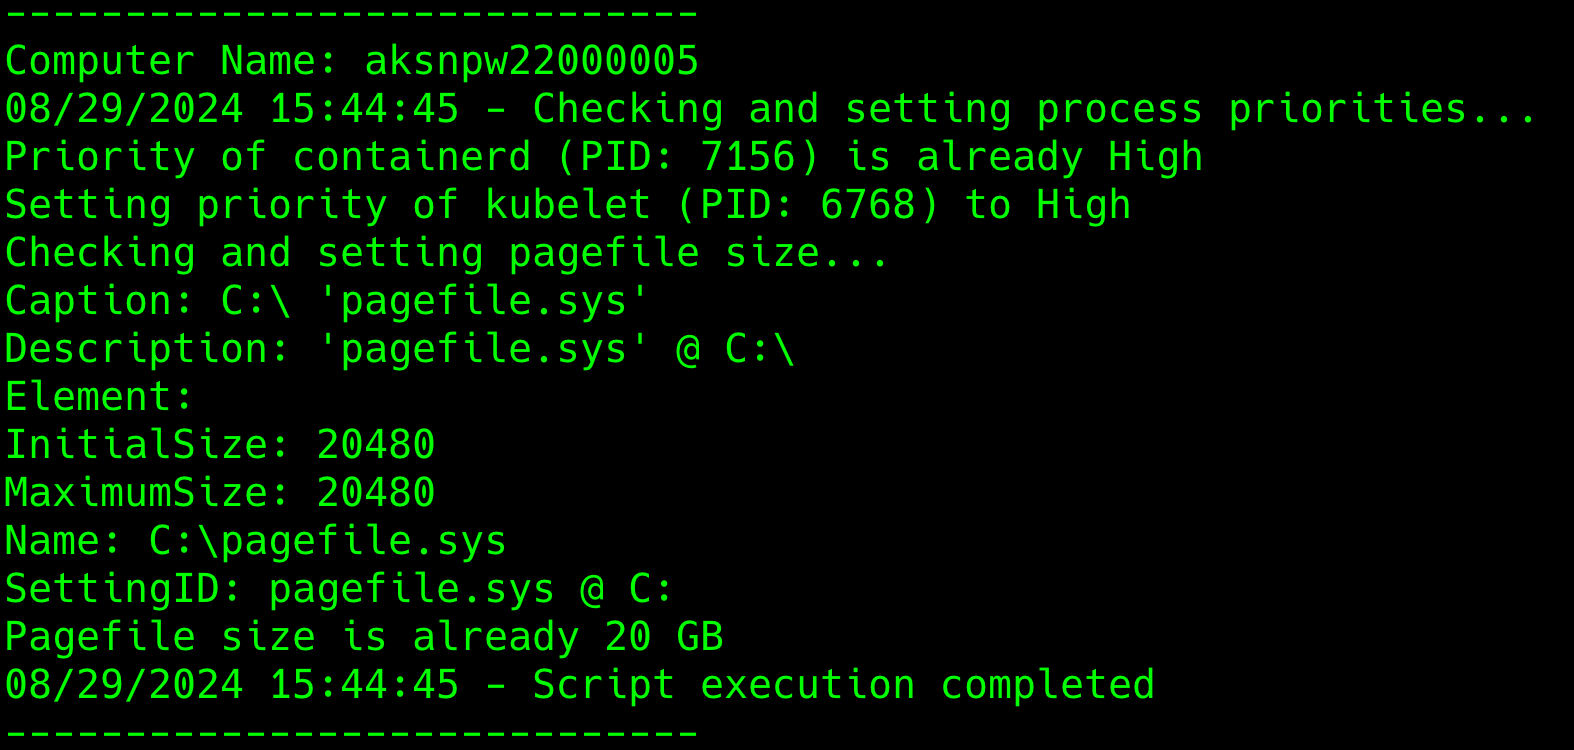 -----------------------------
Computer Name: aksnpw22000005
08/29/2024 15:44:45 - Checking and setting process priorities...
Priority of containerd (PID: 7156) is already High
Setting priority of kubelet (PID: 6768) to High
Checking and setting pagefile size...
Caption: C:\ 'pagefile.sys'
Description: 'pagefile.sys' @ C:\
Element:
InitialSize: 20480
MaximumSize: 20480
Name: C:\pagefile.sys
SettingID: pagefile.sys @ C:
Pagefile size is already 20 GB
08/29/2024 15:44:45 - Script execution completed
-----------------------------